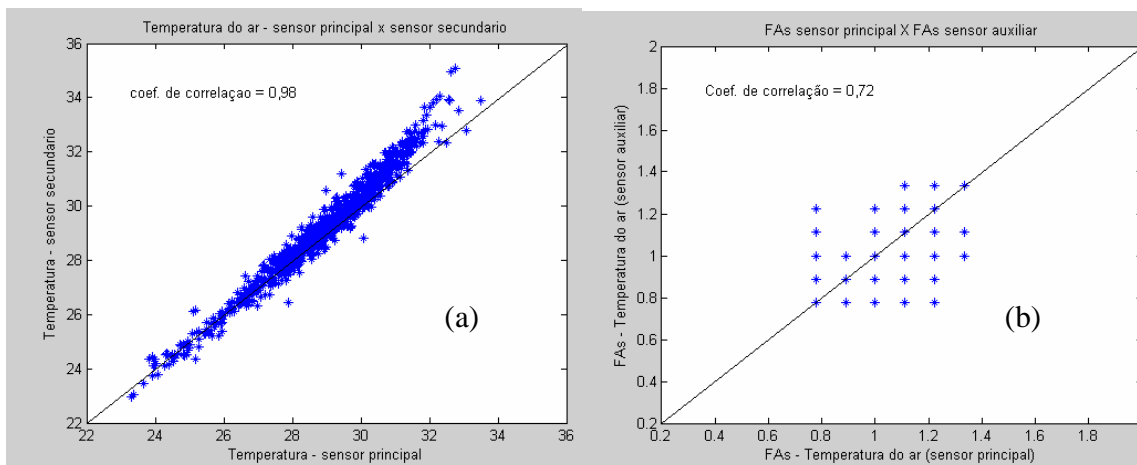 Temperatura do ar - sensor principal x sensor secundario
coef. de correlaçao = 0,98
Temperatura - sensor secundario
36
34
32
30
28
26
24
22
22 24 26 28 30 32 34 36
Temperatura - sensor principal
(a)
FAs sensor principal X FAs sensor auxiliar
Coef. de correlação = 0,72
FAs - Temperatura do ar (sensor auxiliar)
2
1.8
1.6
1.4
1.2
1
0.8
0.6
0.4
0.2
0.2 0.4 0.6 0.8 1 1.2 1.4 1.6 1.8
FAs - Temperatura do ar (sensor principal)
(b)